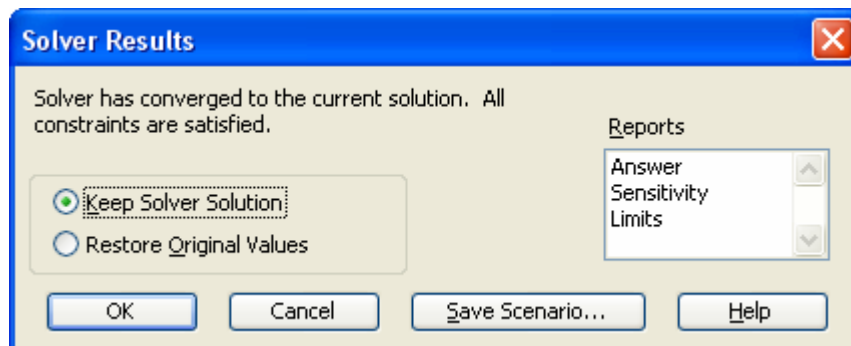 Solver Results
Solver has converged to the current solution.  All
constraints are satisfied.
Reports
Answer
Sensitivity
Limits
Keep Solver Solution
Restore Original Values
OK
Cancel
Save Scenario...
Help